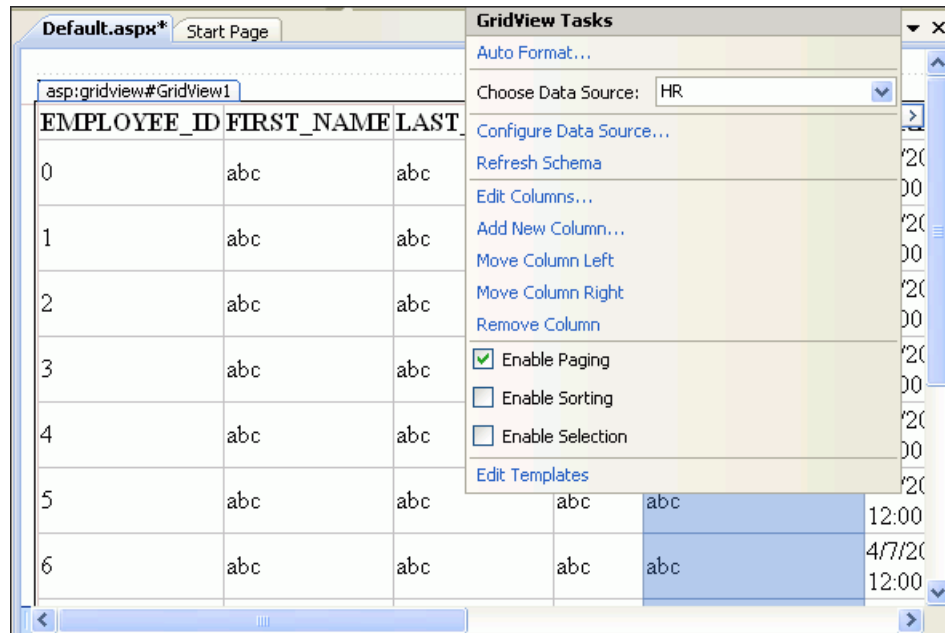 Default.aspx* Start Page
asp:gridview#GridView1
EMPLOYEE_ID FIRST_NAME LAST_
0 abc abc
1 abc abc
2 abc abc
3 abc abc
4 abc abc
5 abc abc abc abc 12:00
6 abc abc abc abc 4/7/20
12:00
GridView Tasks
Auto Format...
Choose Data Source: HR
Configure Data Source...
Refresh Schema
Edit Columns...
Add New Column...
Move Column Left
Move Column Right
Remove Column
Enable Paging
Enable Sorting
Enable Selection
Edit Templates